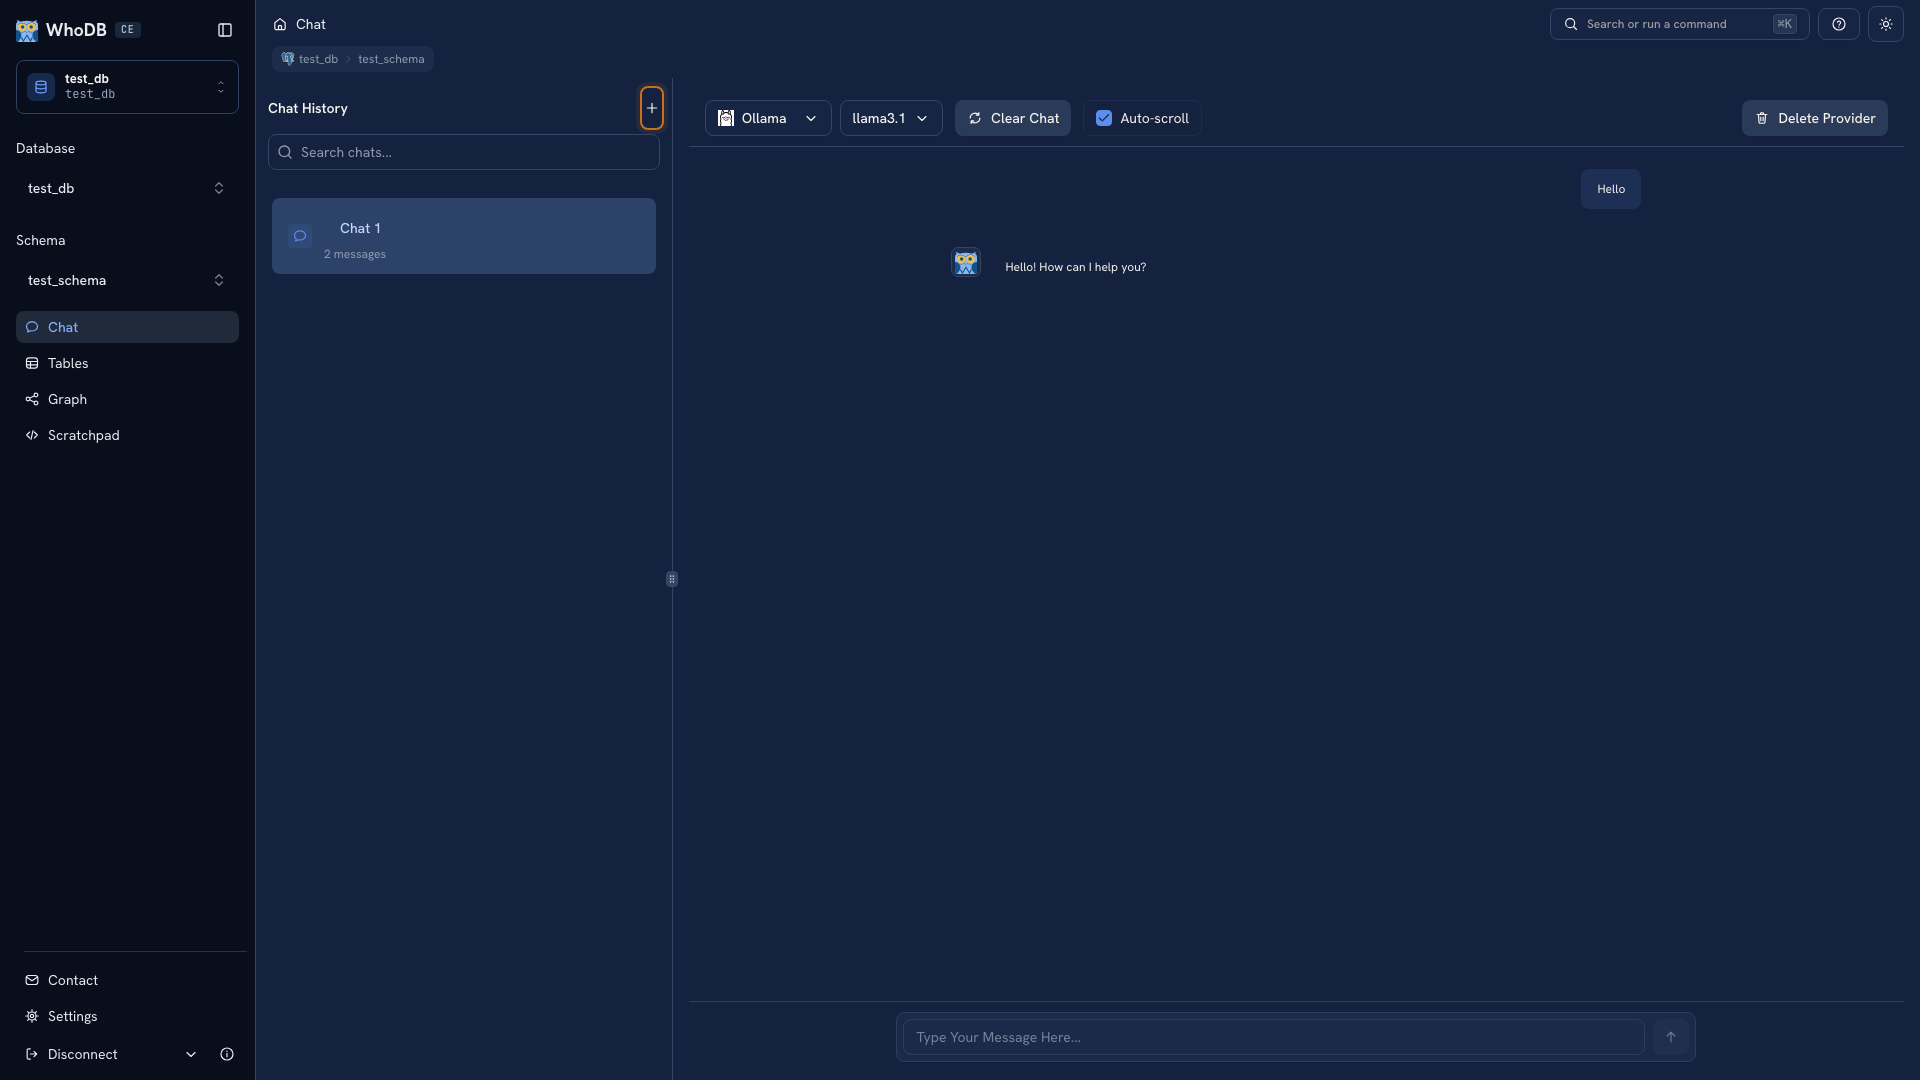 WhoDB CE
test_db
test_db
Database
test_db
Schema
test_schema
Chat
Tables
Graph
Scratchpad
Contact
Settings
Disconnect
Chat
test_db > test_schema
Search or run a command ⌘K
Chat History
Search chats...
Chat 1
2 messages
Ollama
llama3.1
Clear Chat
Auto-scroll
Delete Provider
Hello
Hello! How can I help you?
Type Your Message Here...